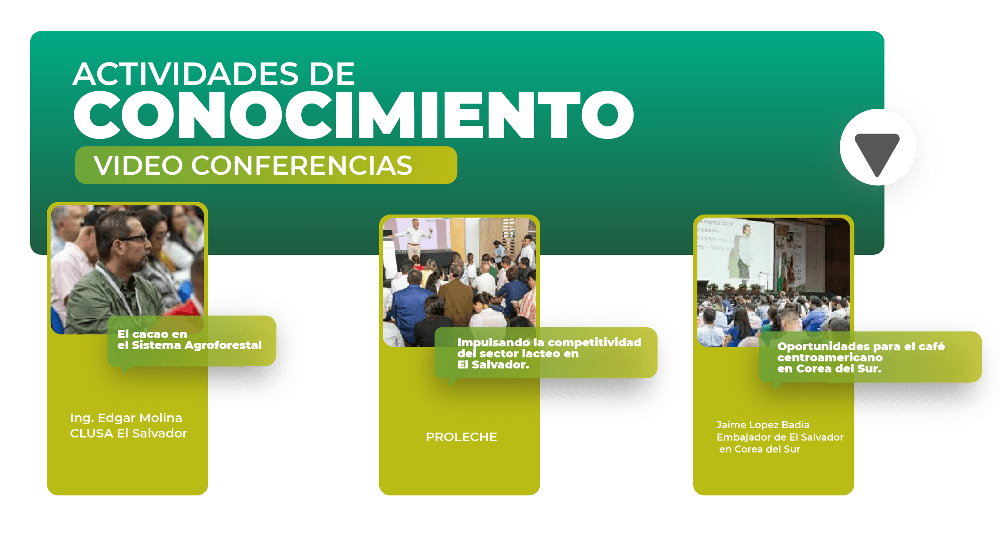 ACTIVIDADES DE
CONOCIMIENTO
VIDEO CONFERENCIAS
El cacao en
el Sistema Agroforestal
Ing. Edgar Molina
CLUSA El Salvador
Impulsando la competitividad
del sector lacteo en
El Salvador.
PROLECHE
democracia
Oportunidades para el café
centroamericano
en Corea del Sur.
Jaime Lopez Badia
Embajador de El Salvador
en Corea del Sur